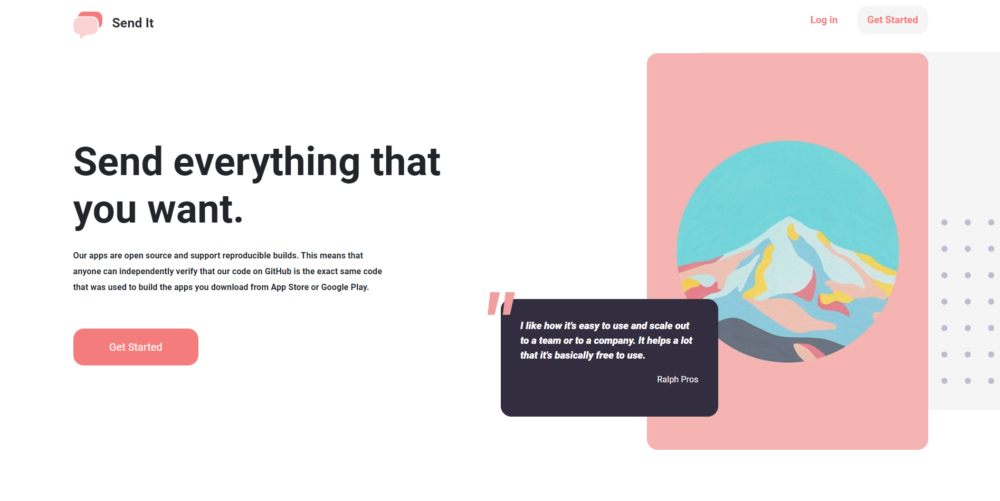 Send It
Log in
Get Started
Send everything that
you want.
Our apps are open source and support reproducible builds. This means that
anyone can independently verify that our code on GitHub is the exact same code
that was used to build the apps you download from App Store or Google Play.
Get Started
"
I like how it's easy to use and scale out
to a team or to a company. It helps a lot
that it's basically free to use.
Ralph Pros